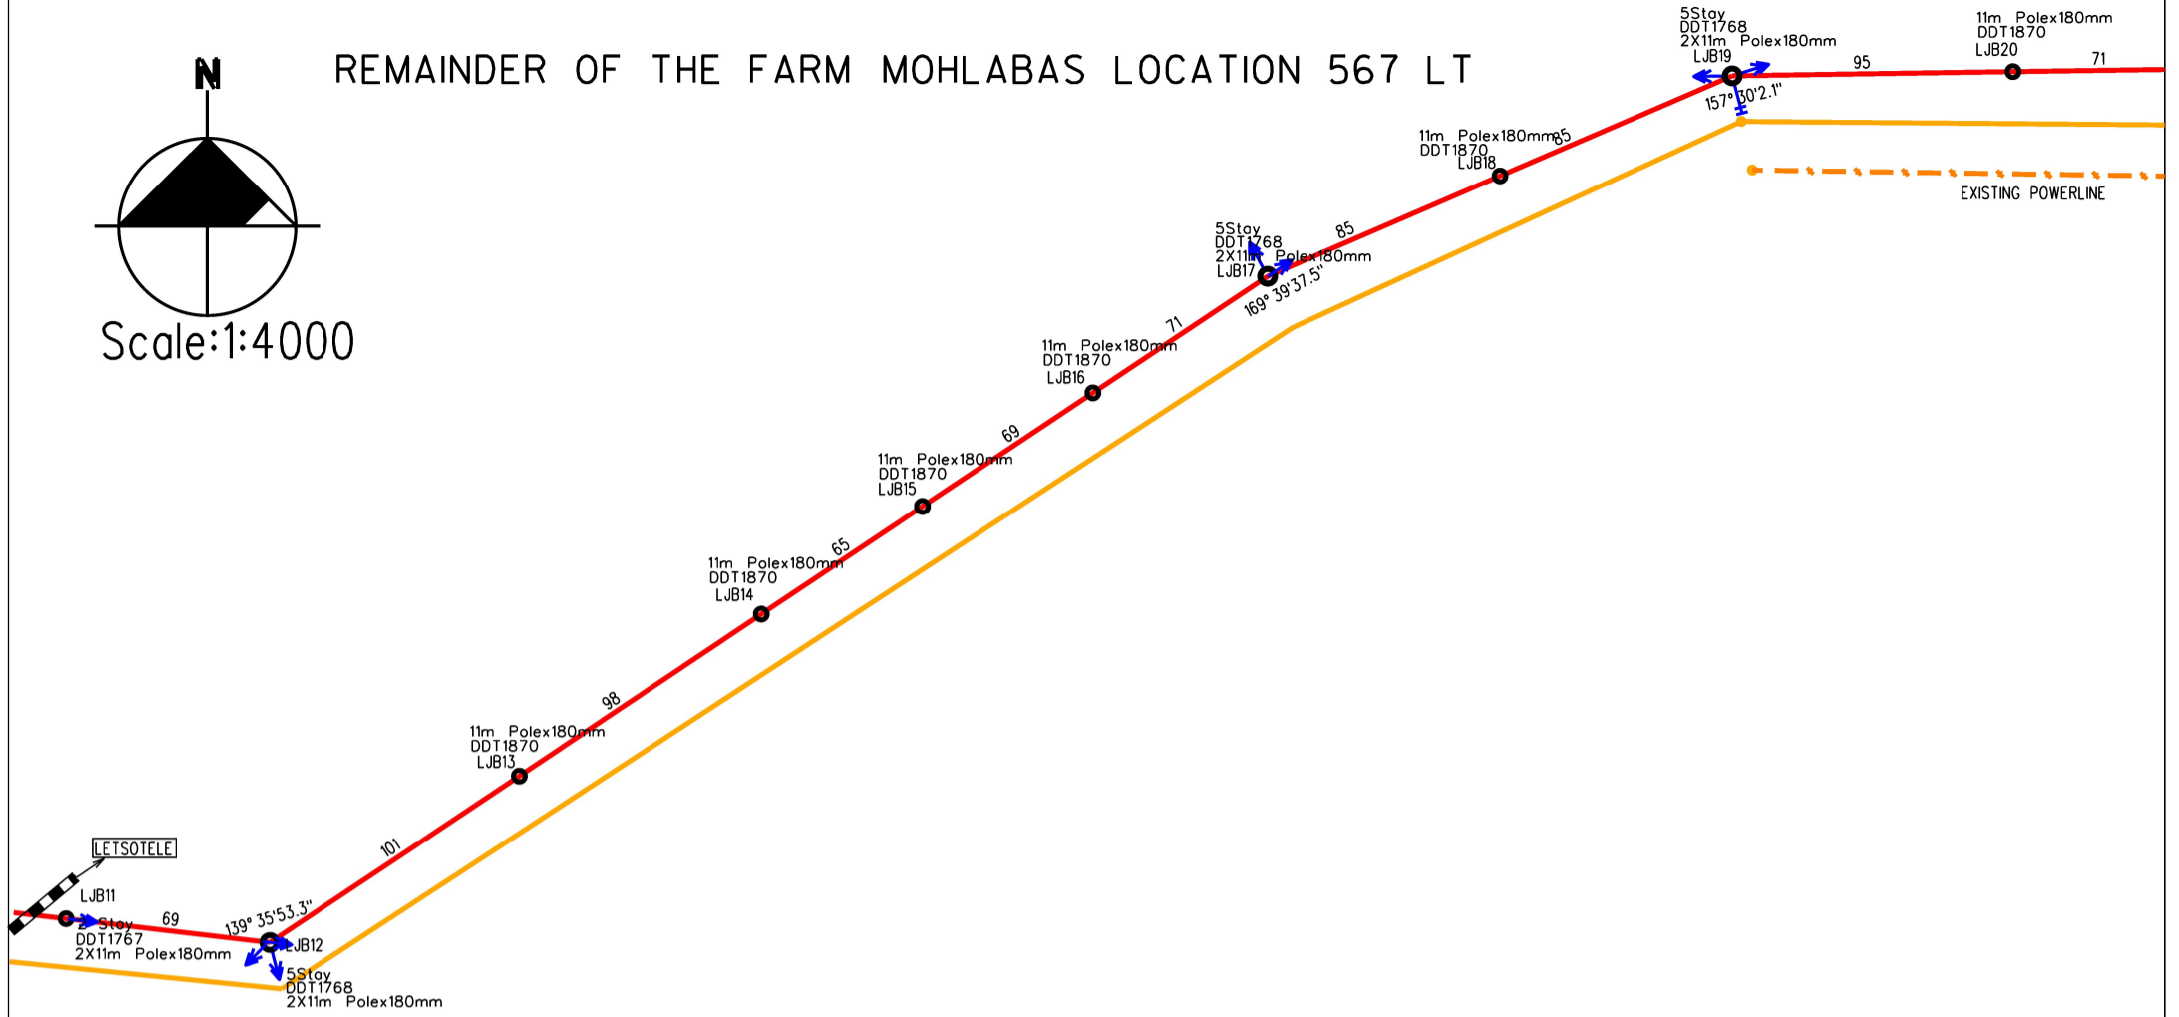 N
REMAINDER OF THE FARM MOHLABAS LOCATION 567 LT
Scale:1:4000
5Stay
DDT1768
2X11m Polex180mm
LJB19
157° 30'2.1"
95
11m Polex180mm
DDT1870
LJB20
71
EXISTING POWERLINE
11m Polex180mm
DDT1870
LJB18
85
85
5Stay
DDT1768
2X11m Polex180mm
LJB17
169° 39'37.5"
71
11m Polex180mm
DDT1870
LJB16
69
11m Polex180mm
DDT1870
LJB15
65
11m Polex180mm
DDT1870
LJB14
98
11m Polex180mm
DDT1870
LJB13
101
LETSOTELE
LJB11
69
2 Stay
DDT1767
2X11m Polex180mm
139° 35'53.3"
LJB12
5Stay
DDT1768
2X11m Polex180mm